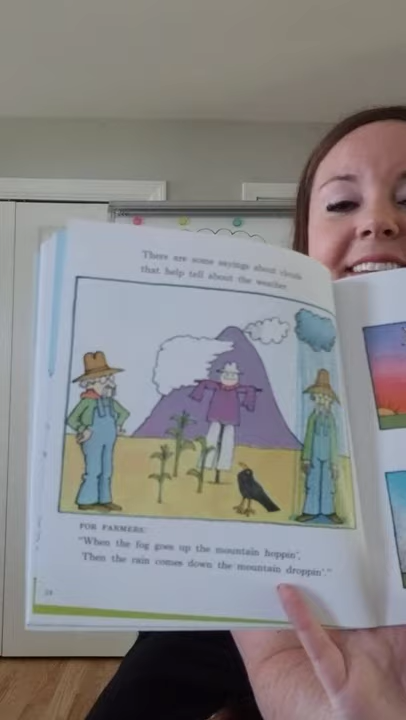 There are some sayings about clouds
that help tell about the weather
FOR FARMERS:
"When the fog goes up the mountain hoppin',
Then the rain comes down the mountain droppin'."